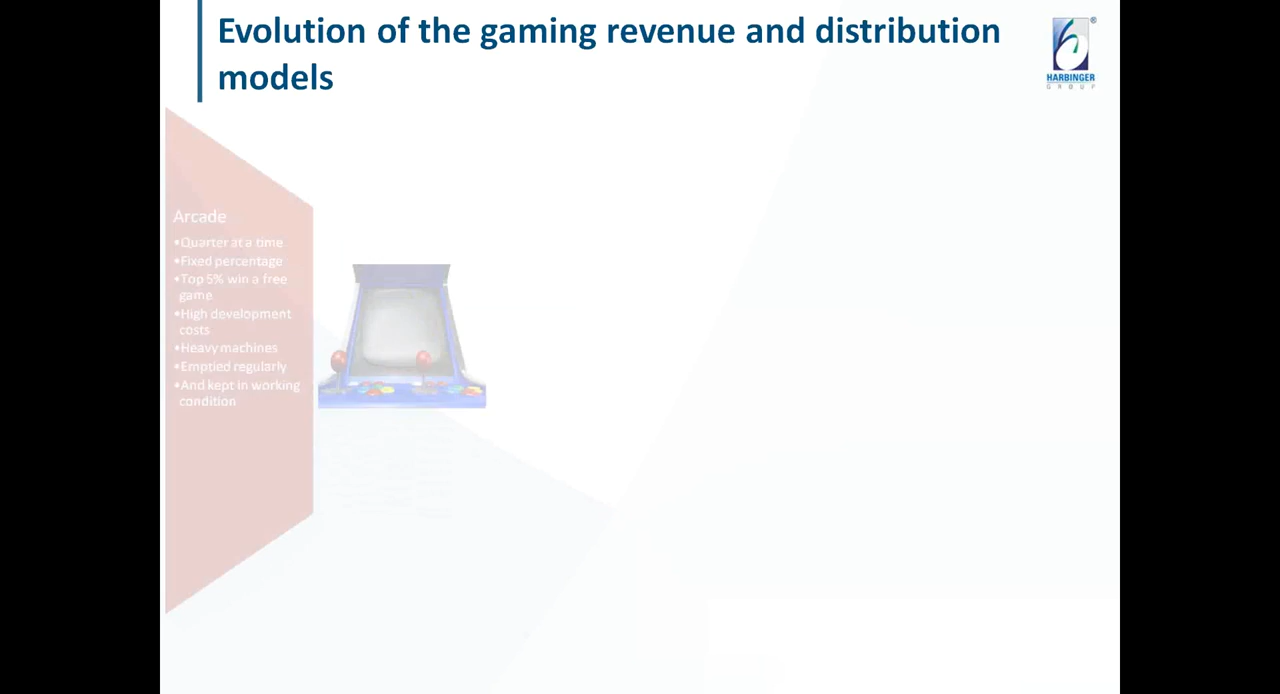 Evolution of the gaming revenue and distribution
models
HARBINGER
GROUP
®
Arcade
•Quarter at a time
•Fixed percentage
•Top 5% win a free
game
•High development
costs
•Heavy machines
•Emptied regularly
•And kept in working
condition